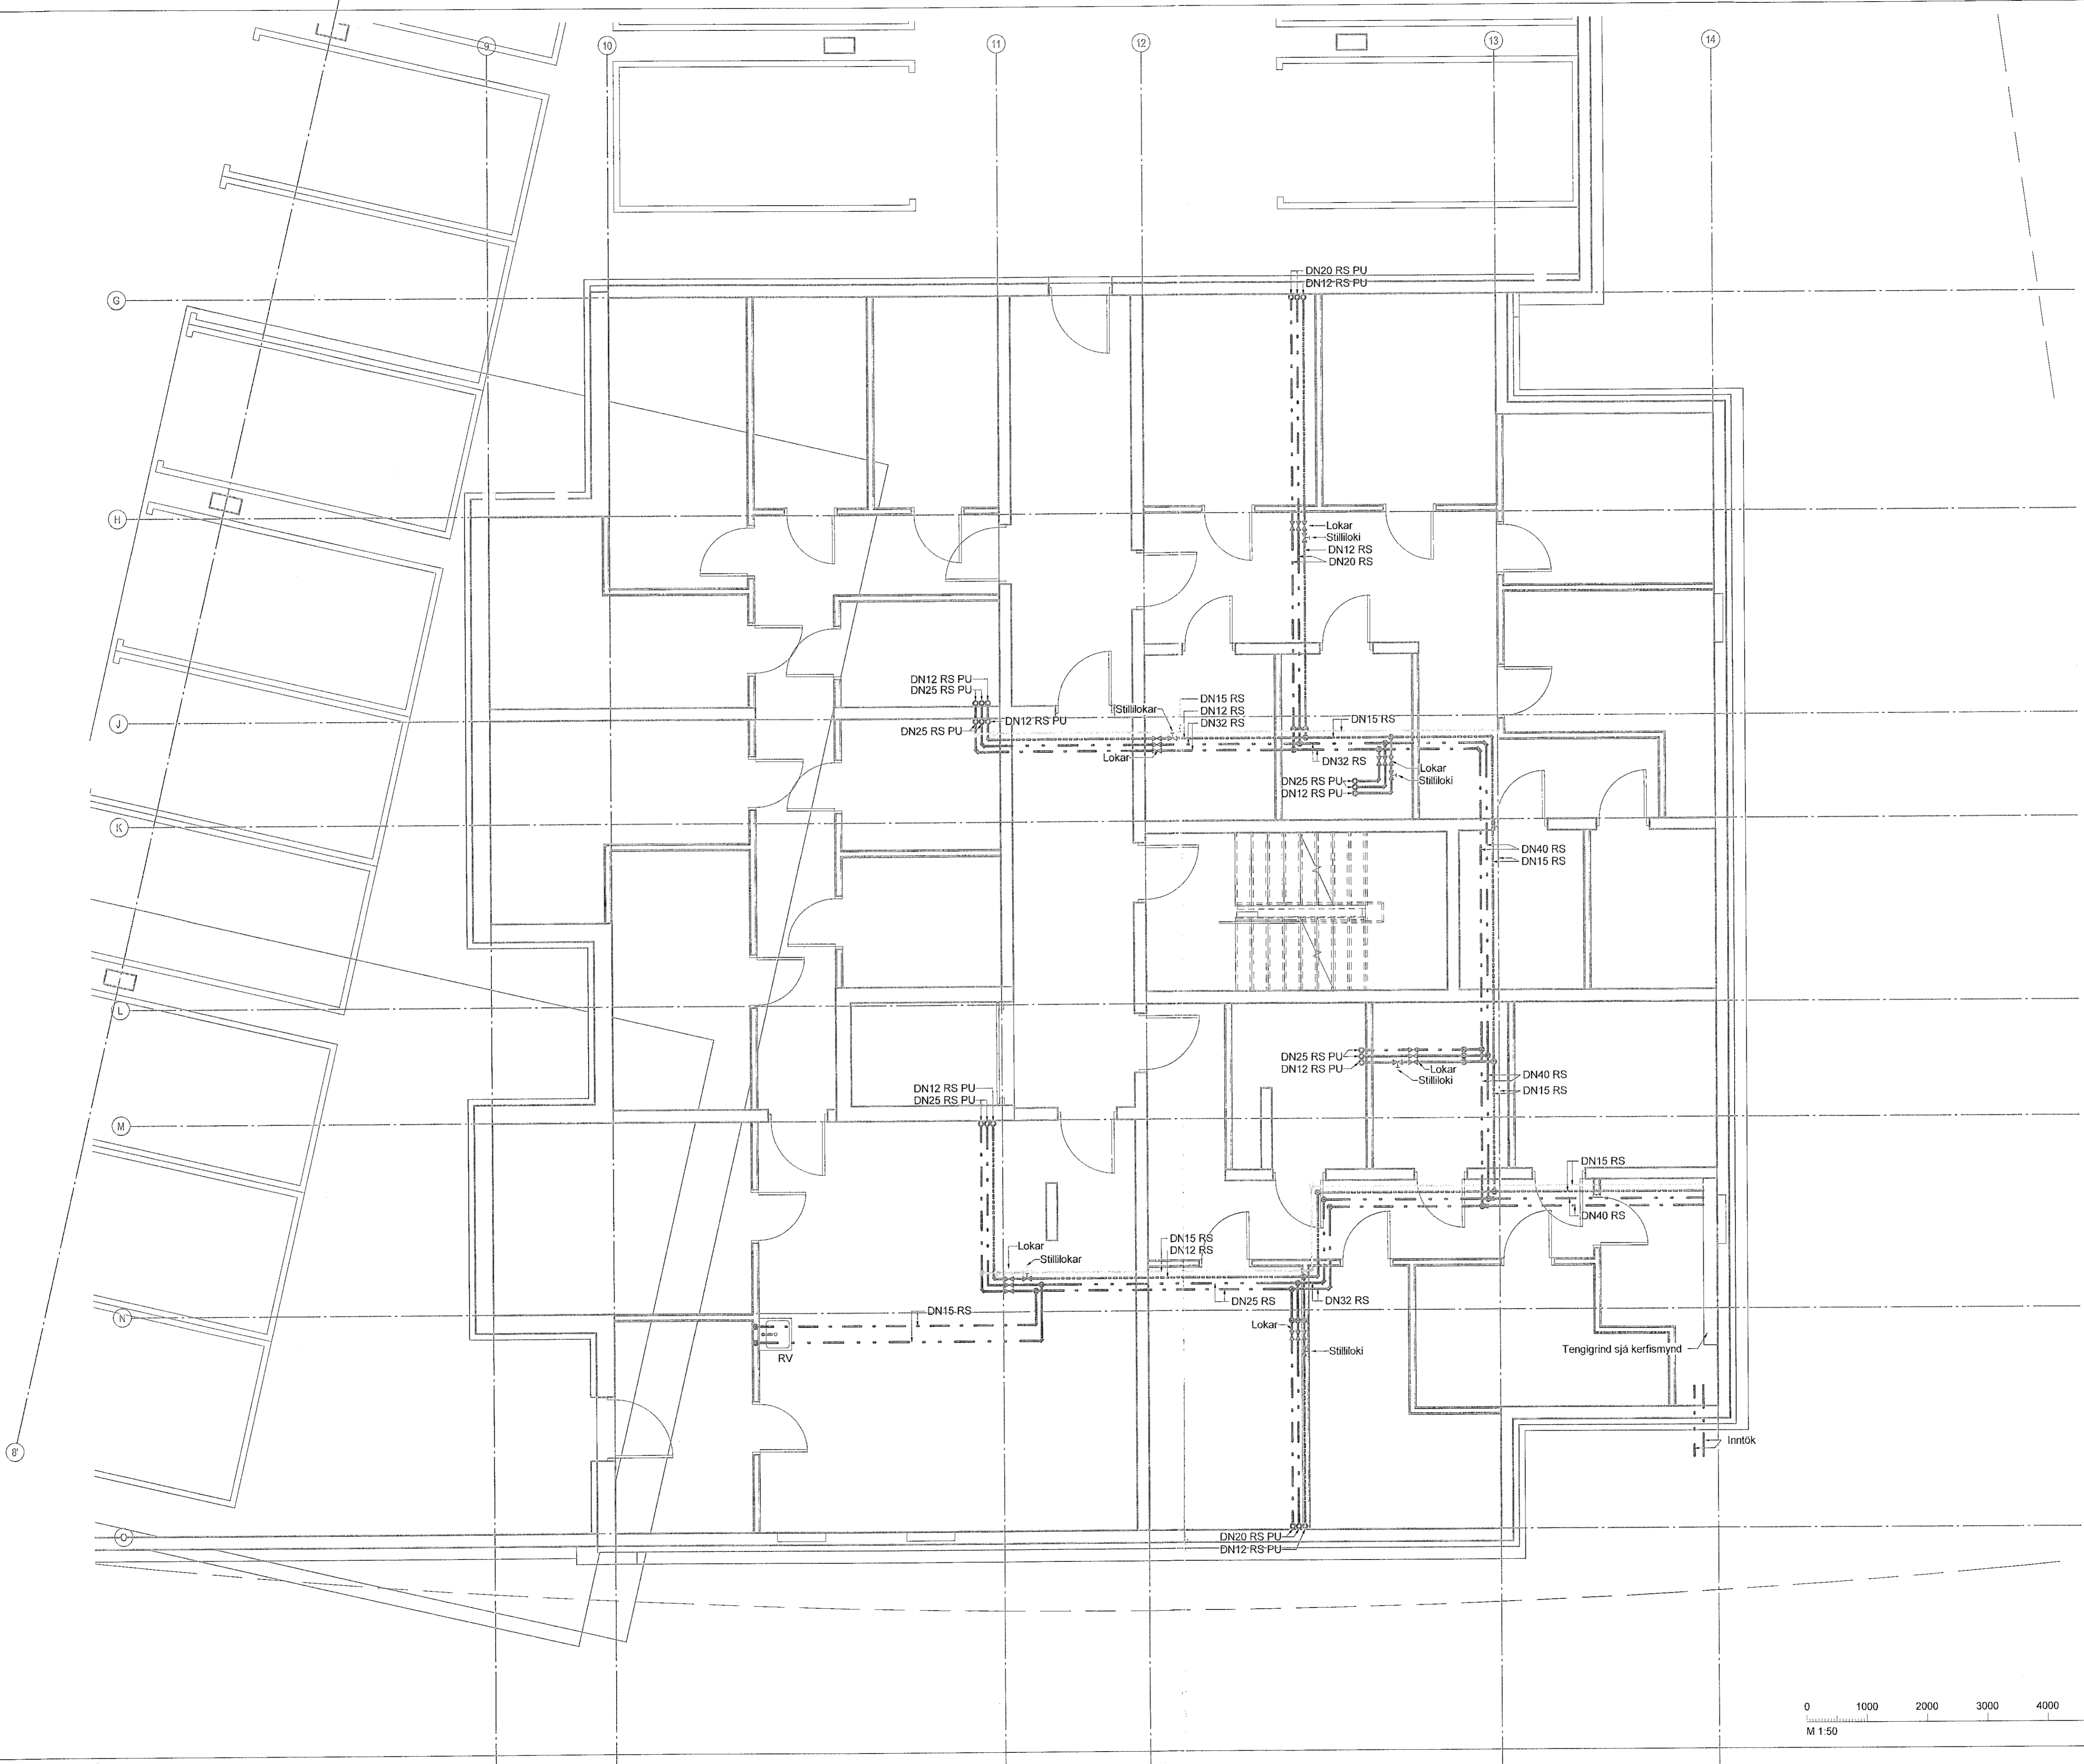 9
10
11
12
13
14
DN20 RS PU
DN12 RS PU
G
H
Lokar
Stilliloki
DN12 RS
DN20 RS
DN12 RS PU
DN25 RS PU
DN15 RS
Stillilokar
DN12 RS
DN15 RS
J
DN12 RS PU
DN32 RS
DN25 RS PU
Lokar
DN32 RS
Lokar
DN25 RS PU
Stilliloki
DN12 RS PU
K
DN40 RS
DN15 RS
L
DN25 RS PU
DN12 RS PU
Lokar
Stilliloki
DN40 RS
DN15 RS
DN12 RS PU
DN25 RS PU
M
DN15 RS
DN40 RS
DN15 RS
Lokar
DN12 RS
Stillilokar
DN25 RS
DN32 RS
N
DN15 RS
Lokar
RV
Stilliloki
Tengigrind sjá kerfismynd
8'
Inntök
O
DN20 RS PU
DN12 RS PU
0 1000 2000 3000 4000
M 1:50